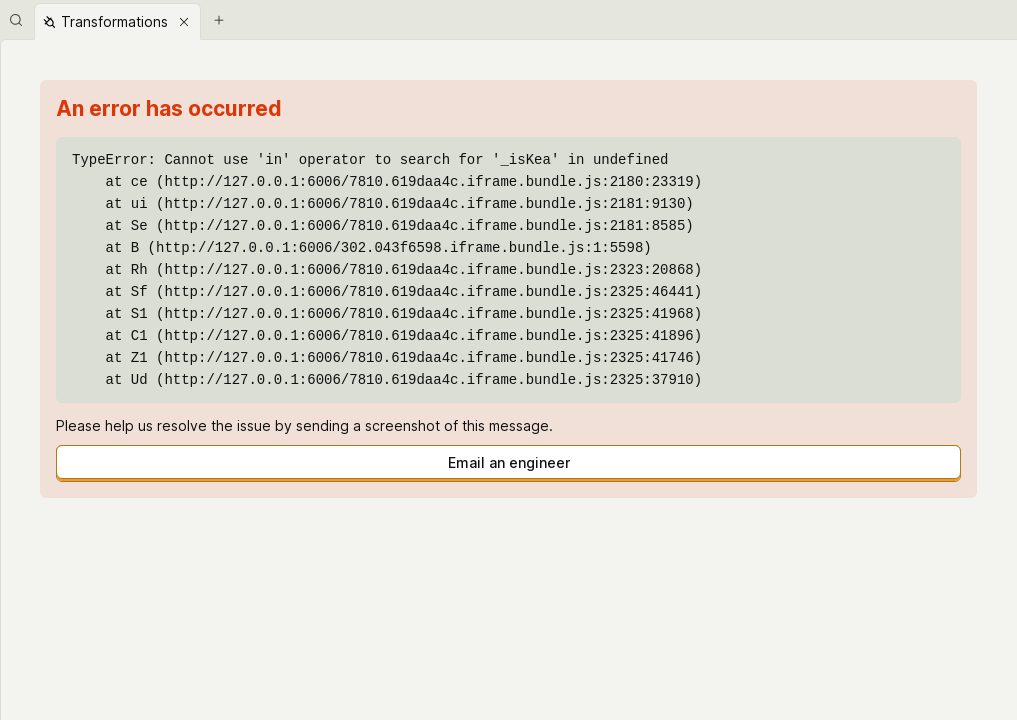 Transformations
An error has occurred
TypeError: Cannot use 'in' operator to search for '_isKea' in undefined
at ce (http://127.0.0.1:6006/7810.619daa4c.iframe.bundle.js:2180:23319)
at ui (http://127.0.0.1:6006/7810.619daa4c.iframe.bundle.js:2181:9130)
at Se (http://127.0.0.1:6006/7810.619daa4c.iframe.bundle.js:2181:8585)
at B (http://127.0.0.1:6006/302.043f6598.iframe.bundle.js:1:5598)
at Rh (http://127.0.0.1:6006/7810.619daa4c.iframe.bundle.js:2323:20868)
at Sf (http://127.0.0.1:6006/7810.619daa4c.iframe.bundle.js:2325:46441)
at S1 (http://127.0.0.1:6006/7810.619daa4c.iframe.bundle.js:2325:41968)
at C1 (http://127.0.0.1:6006/7810.619daa4c.iframe.bundle.js:2325:41896)
at Z1 (http://127.0.0.1:6006/7810.619daa4c.iframe.bundle.js:2325:41746)
at Ud (http://127.0.0.1:6006/7810.619daa4c.iframe.bundle.js:2325:37910)
Please help us resolve the issue by sending a screenshot of this message.
Email an engineer